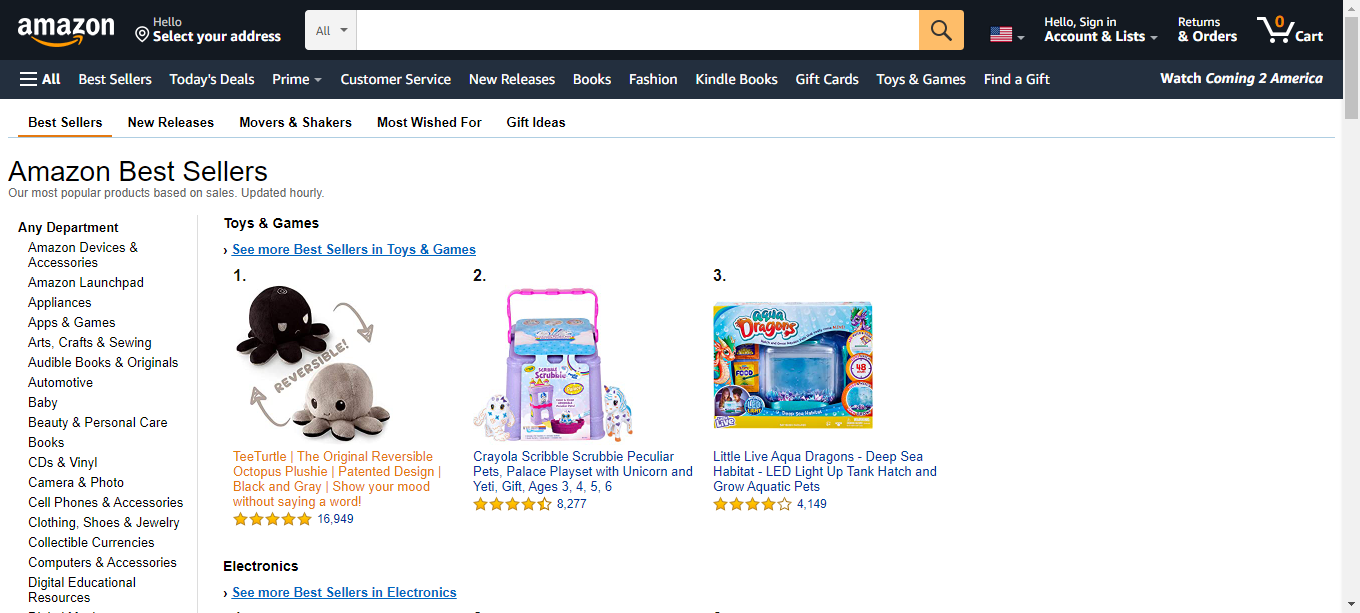 amazon
Hello
Select your address
All
Hello, Sign in
Account & Lists
Returns
& Orders
0
Cart
All
Best Sellers
Today's Deals
Prime
Customer Service
New Releases
Books
Fashion
Kindle Books
Gift Cards
Toys & Games
Find a Gift
Watch Coming 2 America
Best Sellers
New Releases
Movers & Shakers
Most Wished For
Gift Ideas
Amazon Best Sellers
Our most popular products based on sales. Updated hourly.
Any Department
Amazon Devices &
Accessories
Amazon Launchpad
Appliances
Apps & Games
Arts, Crafts & Sewing
Audible Books & Originals
Automotive
Baby
Beauty & Personal Care
Books
CDs & Vinyl
Camera & Photo
Cell Phones & Accessories
Clothing, Shoes & Jewelry
Collectible Currencies
Computers & Accessories
Digital Educational
Resources
Toys & Games
› See more Best Sellers in Toys & Games
1.
REVERSIBLE!
TeeTurtle | The Original Reversible
Octopus Plushie | Patented Design |
Black and Gray | Show your mood
without saying a word!
16,949
2.
SCRIBBLE
SCRUBBIE
Crayola Scribble Scrubbie Peculiar
Pets, Palace Playset with Unicorn and
Yeti, Gift, Ages 3, 4, 5, 6
8,277
3.
Aqua
Dragons
FOOD
48
LED
LIGHT
Deep Sea Habitat
Live
Little Live Aqua Dragons - Deep Sea
Habitat - LED Light Up Tank Hatch and
Grow Aquatic Pets
4,149
Electronics
› See more Best Sellers in Electronics